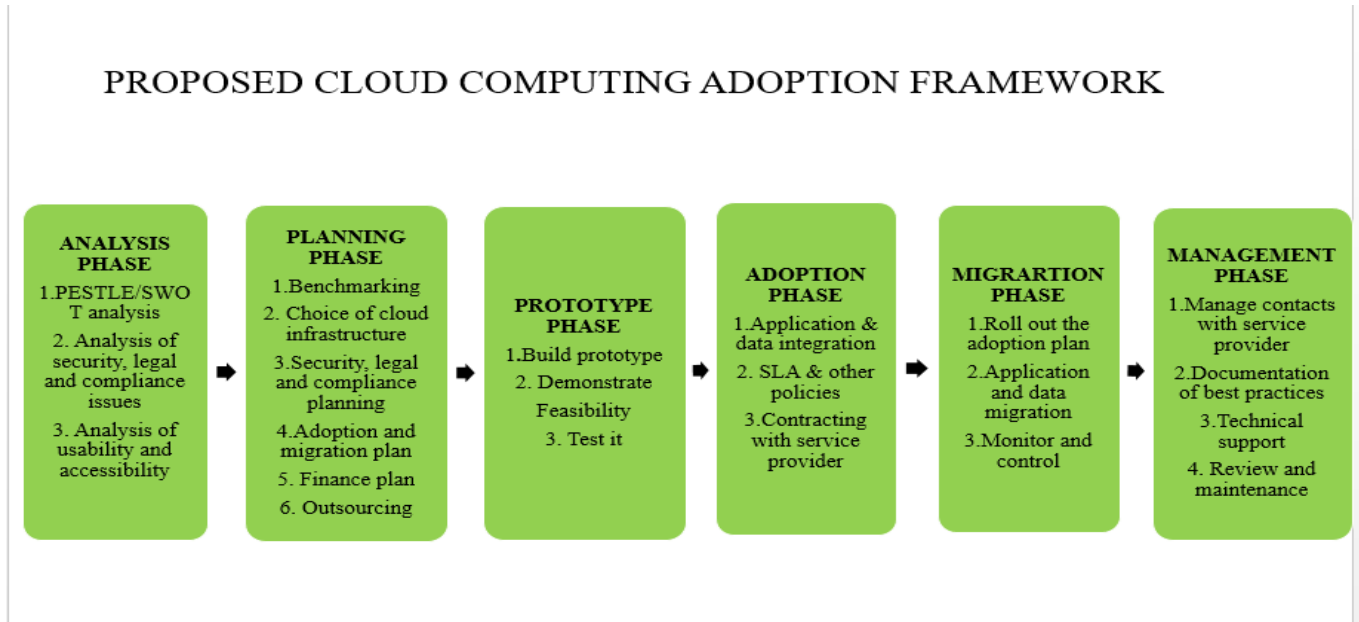 PROPOSED CLOUD COMPUTING ADOPTION FRAMEWORK
ANALYSIS
PHASE
1.PESTLE/SWO
T analysis
2. Analysis of
security, legal
and compliance
issues
3. Analysis of
usability and
accessibility
PLANNING
PHASE
1.Benchmarking
2. Choice of cloud
infrastructure
3.Security, legal
and compliance
planning
4.Adoption and
migration plan
5. Finance plan
6. Outsourcing
PROTOTYPE
PHASE
1.Build prototype
2. Demonstrate
Feasibility
3. Test it
ADOPTION
PHASE
1.Application &
data integration
2. SLA & other
policies
3.Contracting
with service
provider
MIGRARTION
PHASE
1.Roll out the
adoption plan
2.Application
and data
migration
3.Monitor and
control
MANAGEMENT
PHASE
1.Manage contacts
with service
provider
2.Documentation
of best practices
3.Technical
support
4. Review and
maintenance